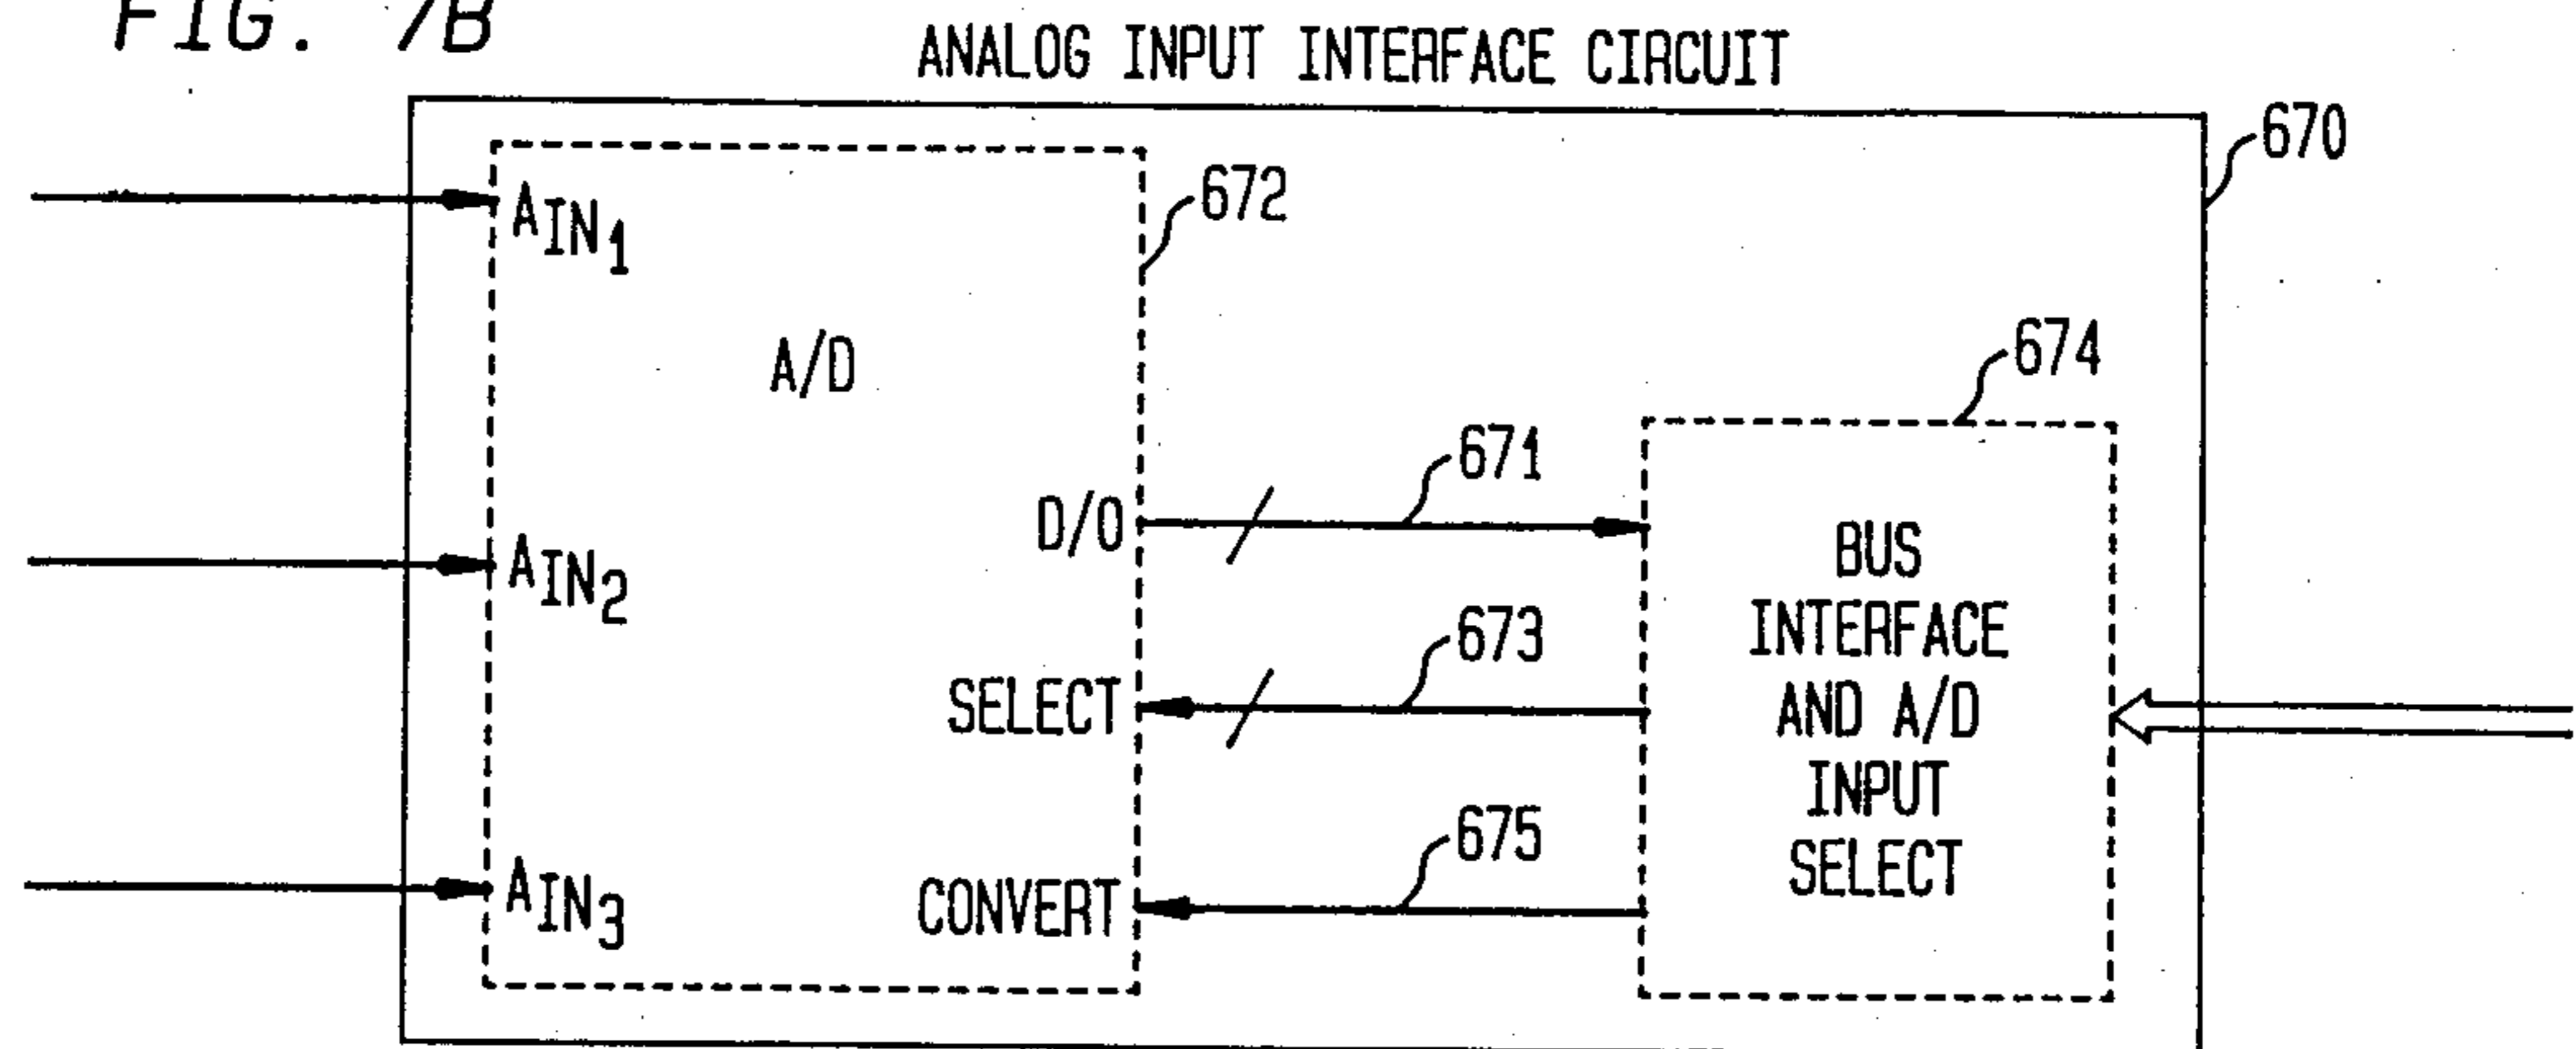 FIG. 7B
ANALOG INPUT INTERFACE CIRCUIT
670
AIN1
672
A/D
674
671
D/O
AIN2
673
SELECT
BUS
INTERFACE
AND A/D
INPUT
SELECT
675
CONVERT
AIN3